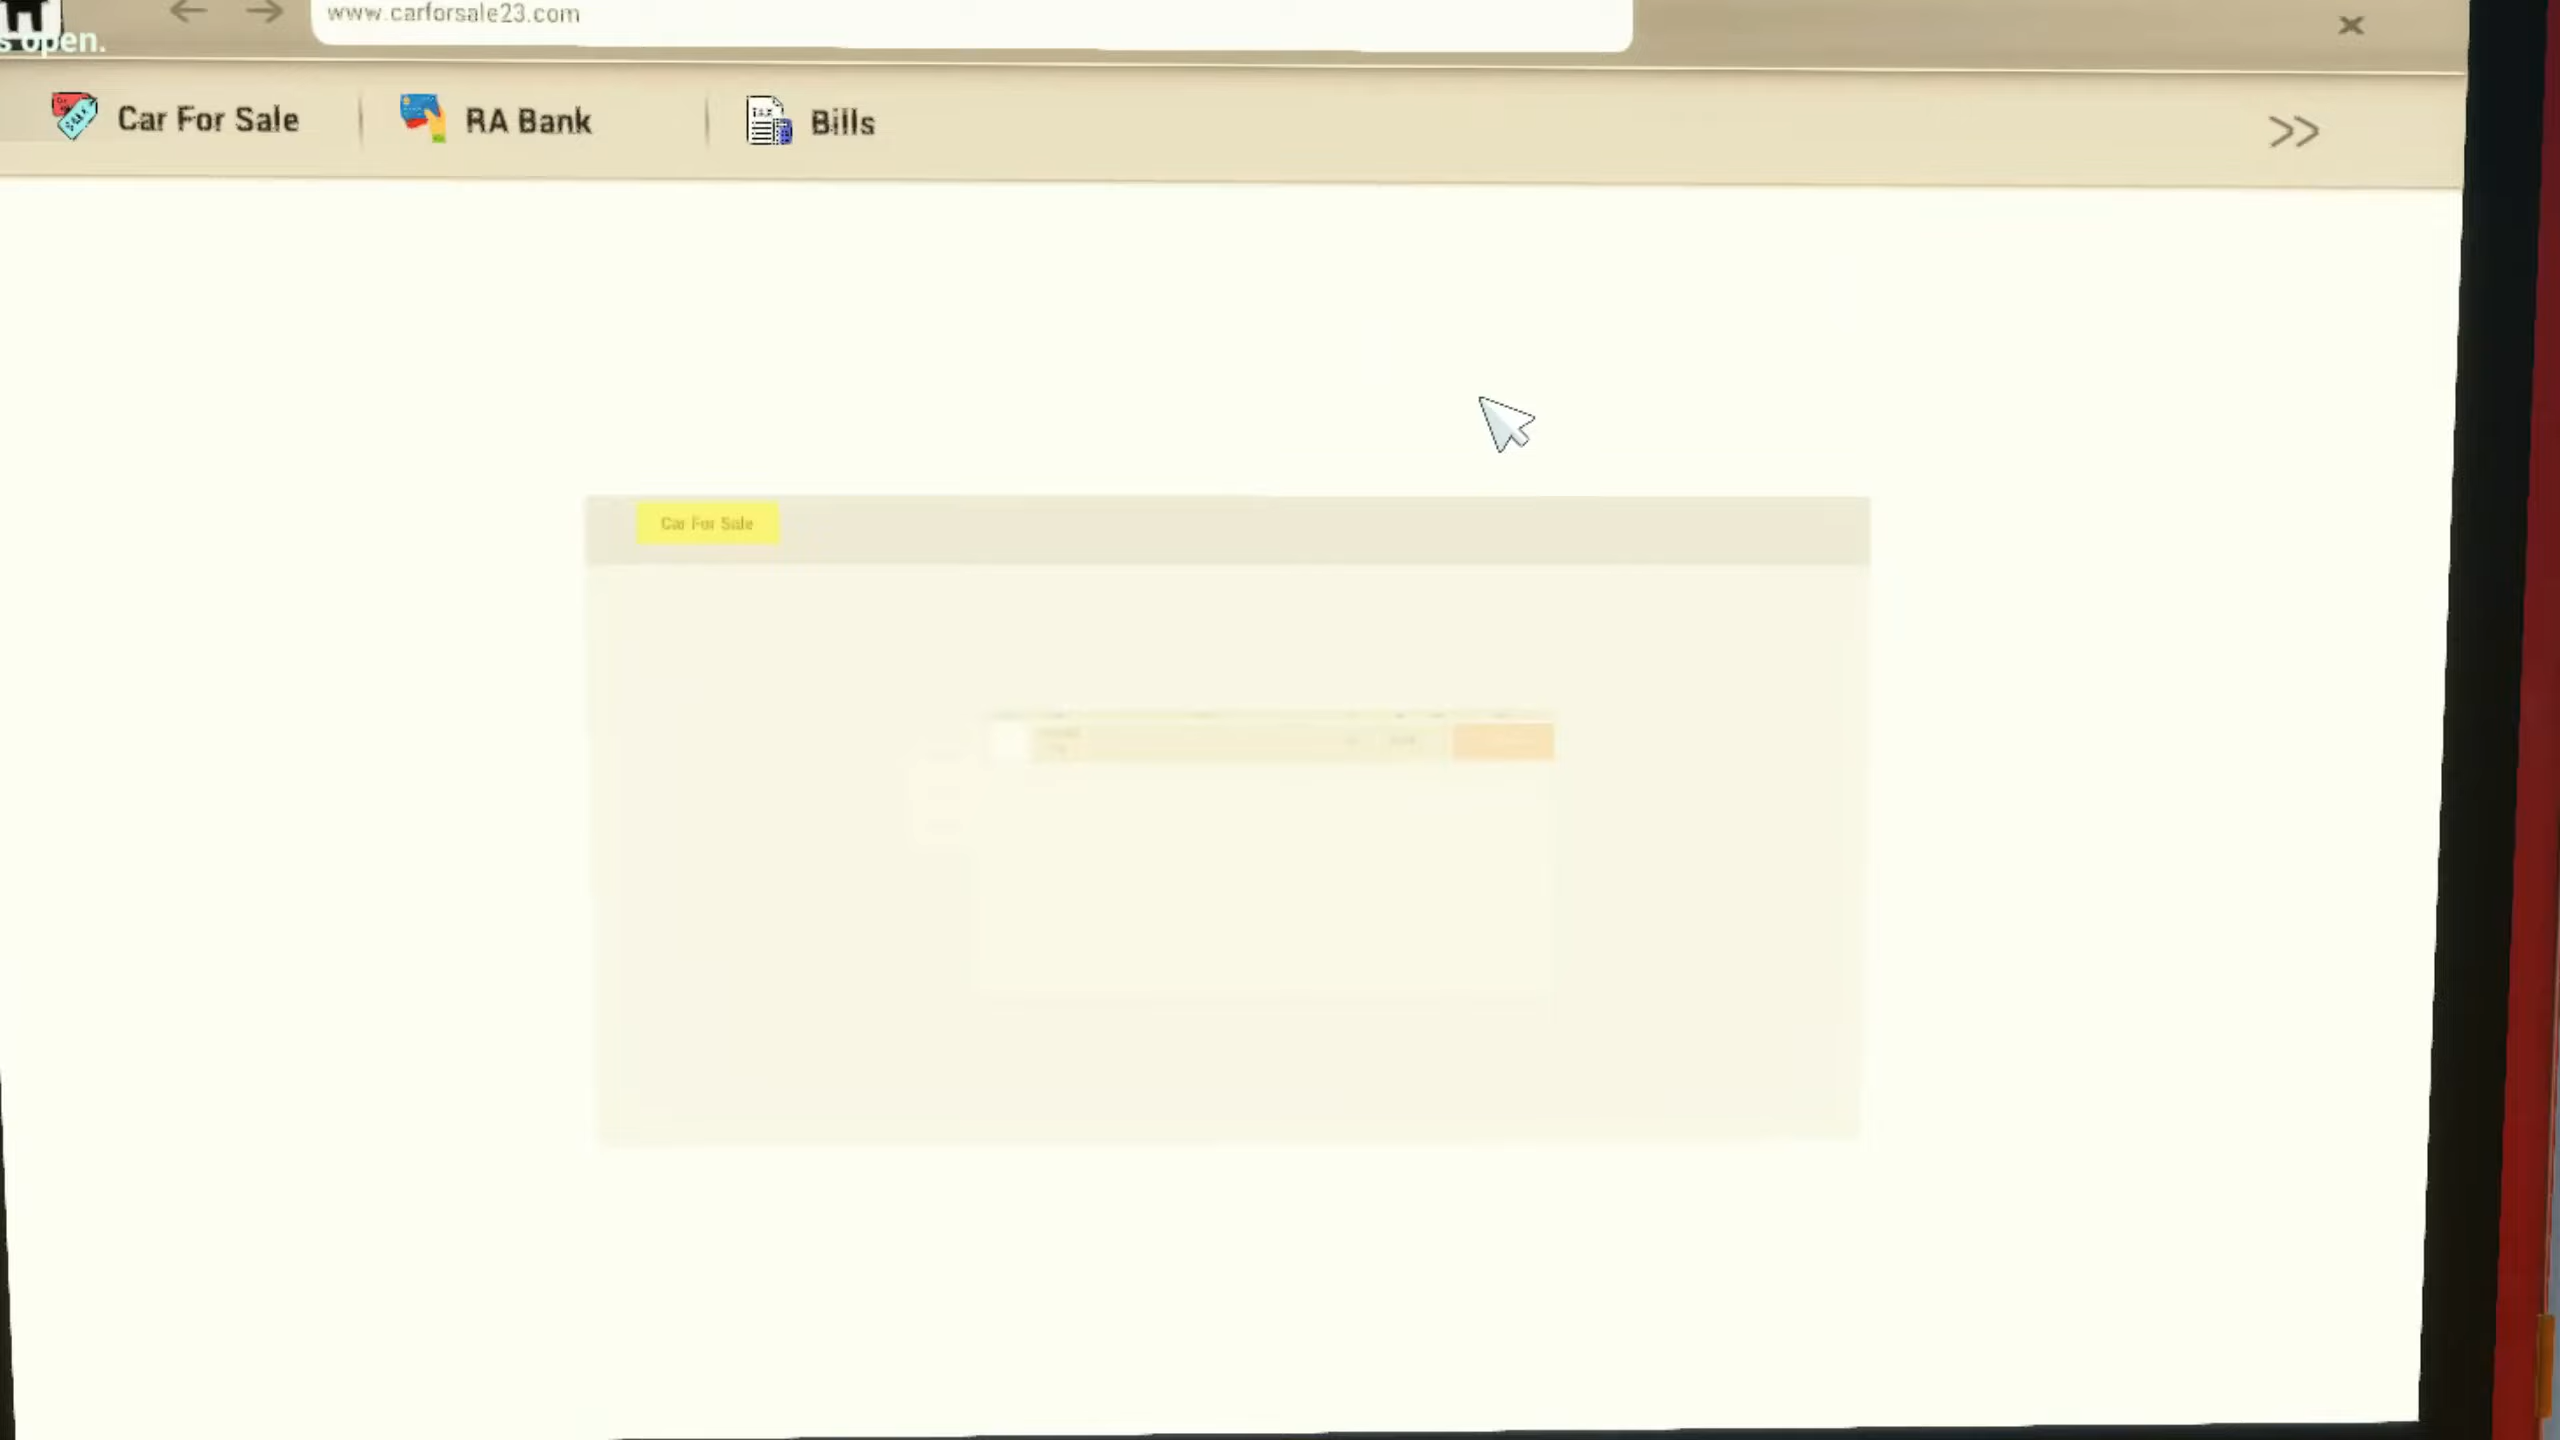 www.carforsale23.com
s open.
Car For Sale
RA Bank
Bills
>>
Car For Sale